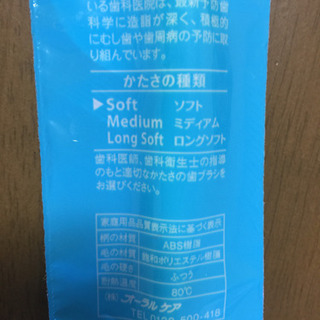 いる歯科医院は、最新予防歯
科学に造詣が深く、積極的
にむし歯や歯周病の予防に取
り組んでいます。
かたさの種類
▶Soft ソフト
Medium ミディアム
Long Soft ロングソフト
歯科医師、歯科衛生士の指導
のもと適切なかたさの歯ブラシを
お選びください。
家庭用品品質表示法に基づく表示
柄の材質 ABS樹脂
毛の材質 飽和ポリエステル樹脂
毛の硬さ ふつう
耐熱温度 80℃
(株)オーラルケア